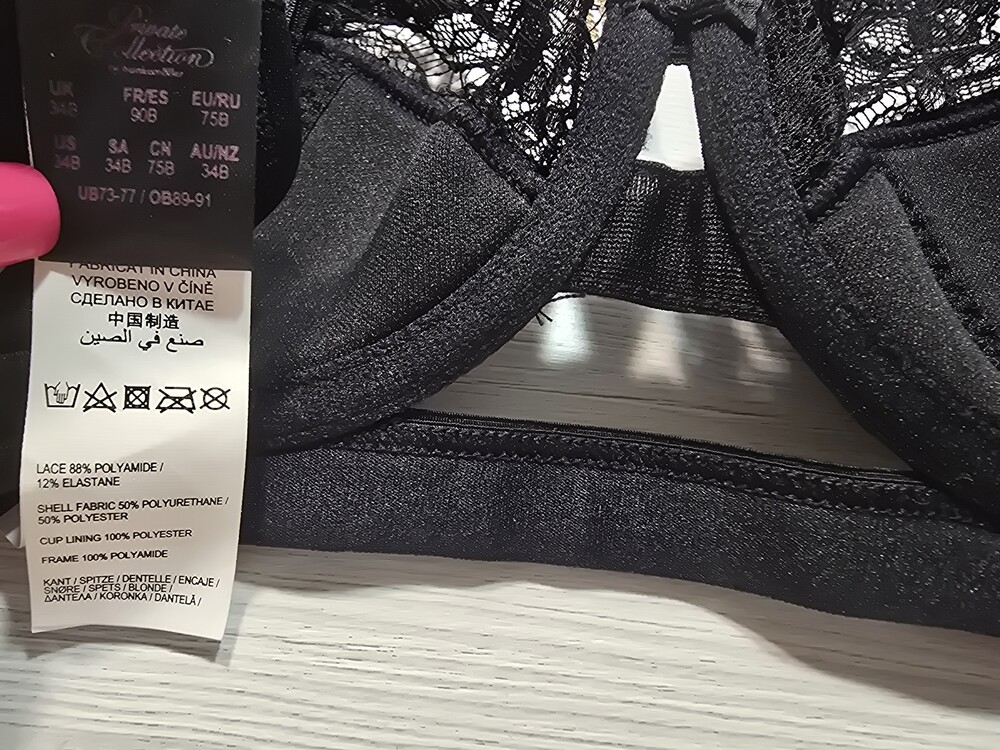 Private
Collection
UK FR/ES EU/RU
34B 90B 75B
US SA CN AU/NZ
34B 34B 75B 34B
UB73-77 / OB89-91
FABRICAT IN CHINA
VYROBENO V ČÍNĚ
СДЕЛАНО В КИТАЕ
中国制造
صنع في الصين
LACE 88% POLYAMIDE /
12% ELASTANE
SHELL FABRIC 50% POLYURETHANE /
50% POLYESTER
CUP LINING 100% POLYESTER
FRAME 100% POLYAMIDE
KANT / SPITZE / DENTELLE / ENCAJE /
SNØRE / SPETS / BLONDE /
ΔΑΝΤΕΛΑ / KORONKA / DANTELĂ /